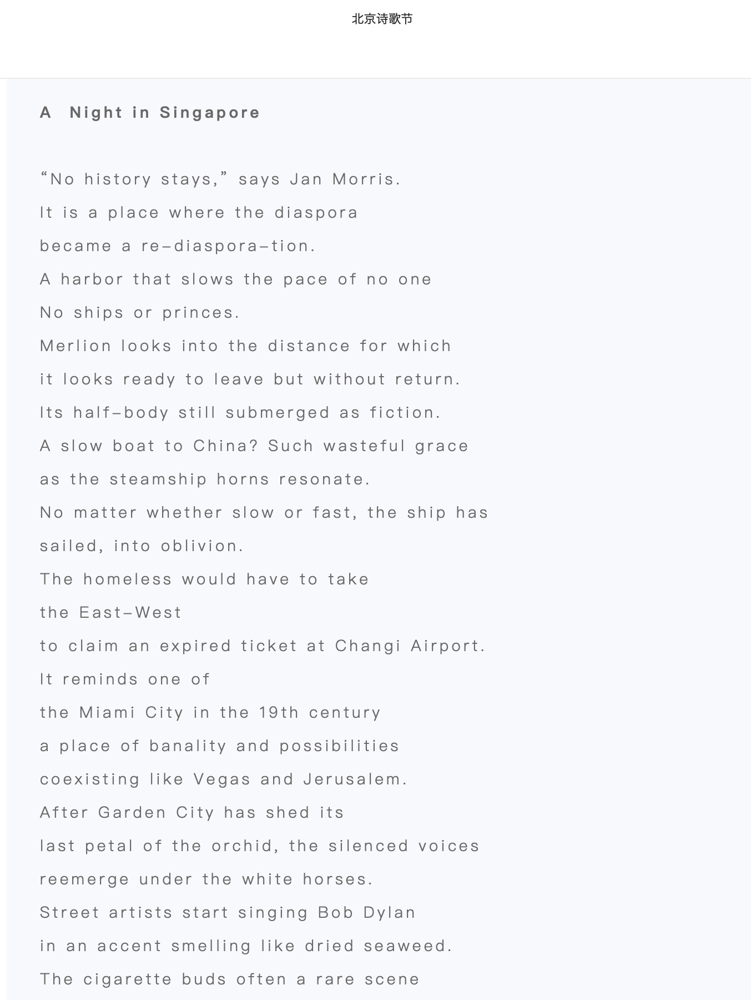 北京诗歌节
A  Night in Singapore
“No history stays,” says Jan Morris.
It is a place where the diaspora
became a re–diaspora–tion.
A harbor that slows the pace of no one
No ships or princes.
Merlion looks into the distance for which
it looks ready to leave but without return.
Its half–body still submerged as fiction.
A slow boat to China? Such wasteful grace
as the steamship horns resonate.
No matter whether slow or fast, the ship has
sailed, into oblivion.
The homeless would have to take
the East–West
to claim an expired ticket at Changi Airport.
It reminds one of
the Miami City in the 19th century
a place of banality and possibilities
coexisting like Vegas and Jerusalem.
After Garden City has shed its
last petal of the orchid, the silenced voices
reemerge under the white horses.
Street artists start singing Bob Dylan
in an accent smelling like dried seaweed.
The cigarette buds often a rare scene